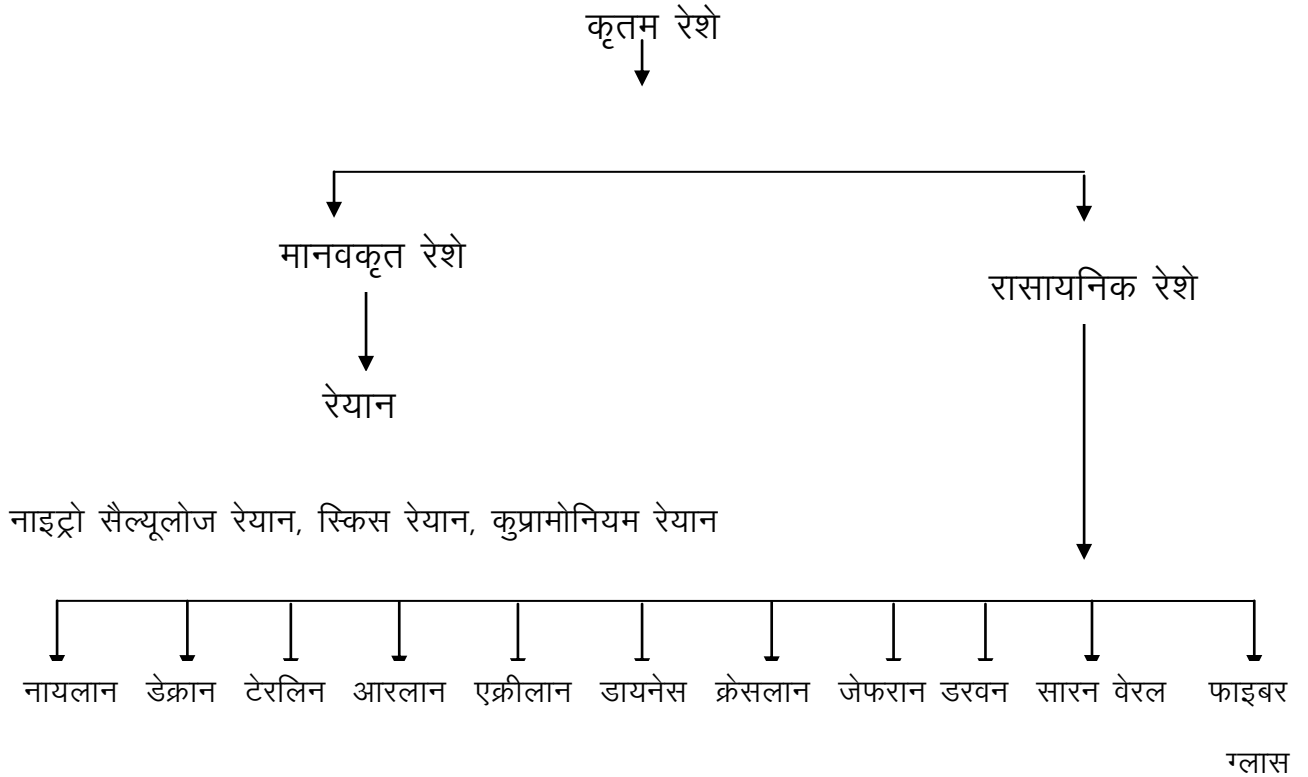 कृतम रेशे
मानवकृत रेशे
रासायनिक रेशे
रेयान
नाइट्रो सैल्यूलोज रेयान, स्किस रेयान, कुप्रामोनियम रेयान
नायलान डेक्रान टेरलिन आरलान एक्रीलान डायनेस क्रेसलान जेफरान डरवन सारन वेरल फाइबर
ग्लास